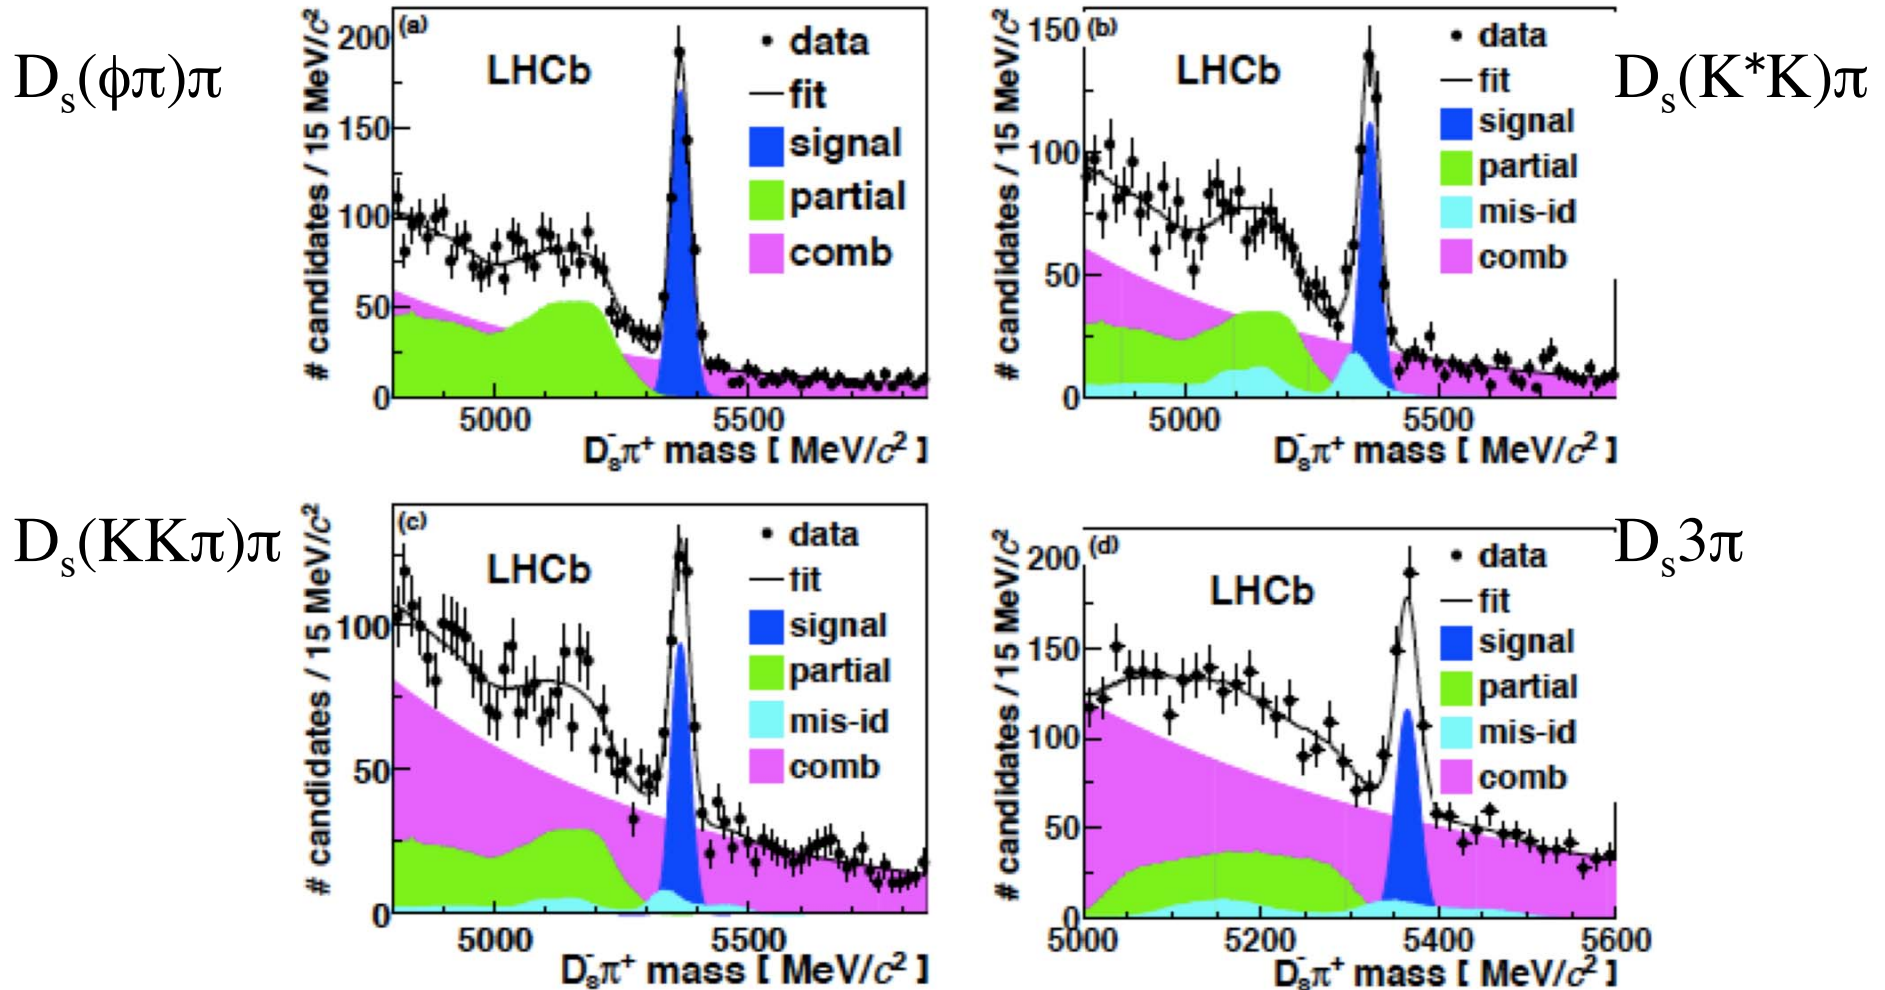 Ds(ϕπ)π
(a)
LHCb
data
fit
signal
partial
comb
# candidates / 15 MeV/c²
200
150
100
50
0
5000
5500
Ds⁻π⁺ mass [ MeV/c² ]
Ds(K*K)π
(b)
LHCb
data
fit
signal
partial
mis-id
comb
# candidates / 15 MeV/c²
150
100
50
0
5000
5500
Ds⁻π⁺ mass [ MeV/c² ]
Ds(KKπ)π
(c)
LHCb
data
fit
signal
partial
mis-id
comb
# candidates / 15 MeV/c²
100
50
0
5000
5500
Ds⁻π⁺ mass [ MeV/c² ]
Ds3π
(d)
LHCb
data
fit
signal
partial
mis-id
comb
# candidates / 15 MeV/c²
200
150
100
50
0
5000
5200
5400
5600
Ds⁻π⁺ mass [ MeV/c² ]